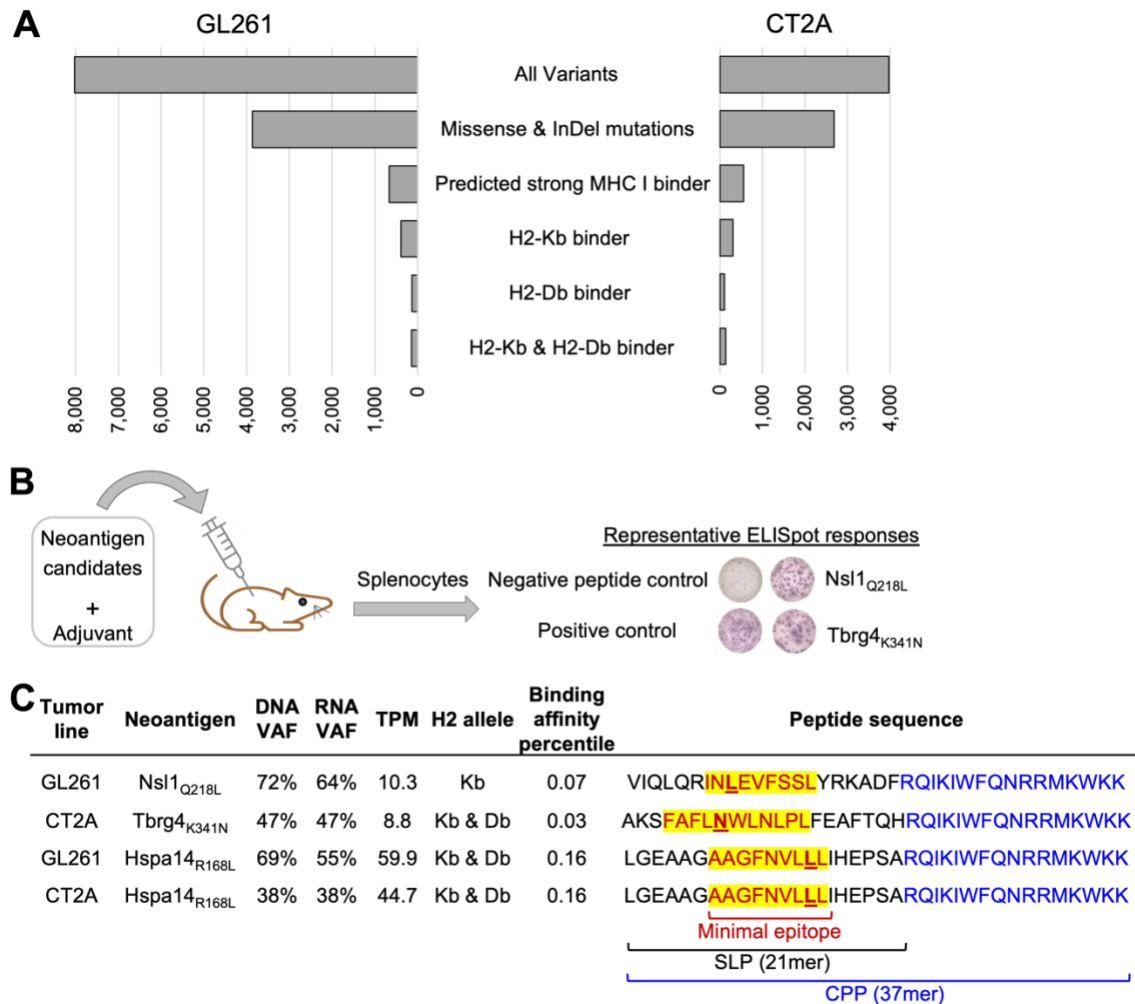 A
GL261
CT2A
All Variants
Missense & InDel mutations
Predicted strong MHC I binder
H2-Kb binder
H2-Db binder
H2-Kb & H2-Db binder
8,000 7,000 6,000 5,000 4,000 3,000 2,000 1,000 0
0 1,000 2,000 3,000 4,000
B
Neoantigen
candidates
+
Adjuvant
Splenocytes
Representative ELISpot responses
Negative peptide control Nsl1Q218L
Positive control Tbrg4K341N
C
Tumor line Neoantigen DNA VAF RNA VAF TPM H2 allele Binding affinity percentile Peptide sequence
GL261 Nsl1Q218L 72% 64% 10.3 Kb 0.07 VIQLQRINLEVFSSLYRKADFRQIKIWFQNRRMKWKK
CT2A Tbrg4K341N 47% 47% 8.8 Kb & Db 0.03 AKSFAFLNWLNLPLFEAFTQHRQIKIWFQNRRMKWKK
GL261 Hspa14R168L 69% 55% 59.9 Kb & Db 0.16 LGEAAGAAGFNVLLLIHEPSARQIKIWFQNRRMKWKK
CT2A Hspa14R168L 38% 38% 44.7 Kb & Db 0.16 LGEAAGAAGFNVLLLIHEPSARQIKIWFQNRRMKWKK
Minimal epitope
SLP (21mer)
CPP (37mer)